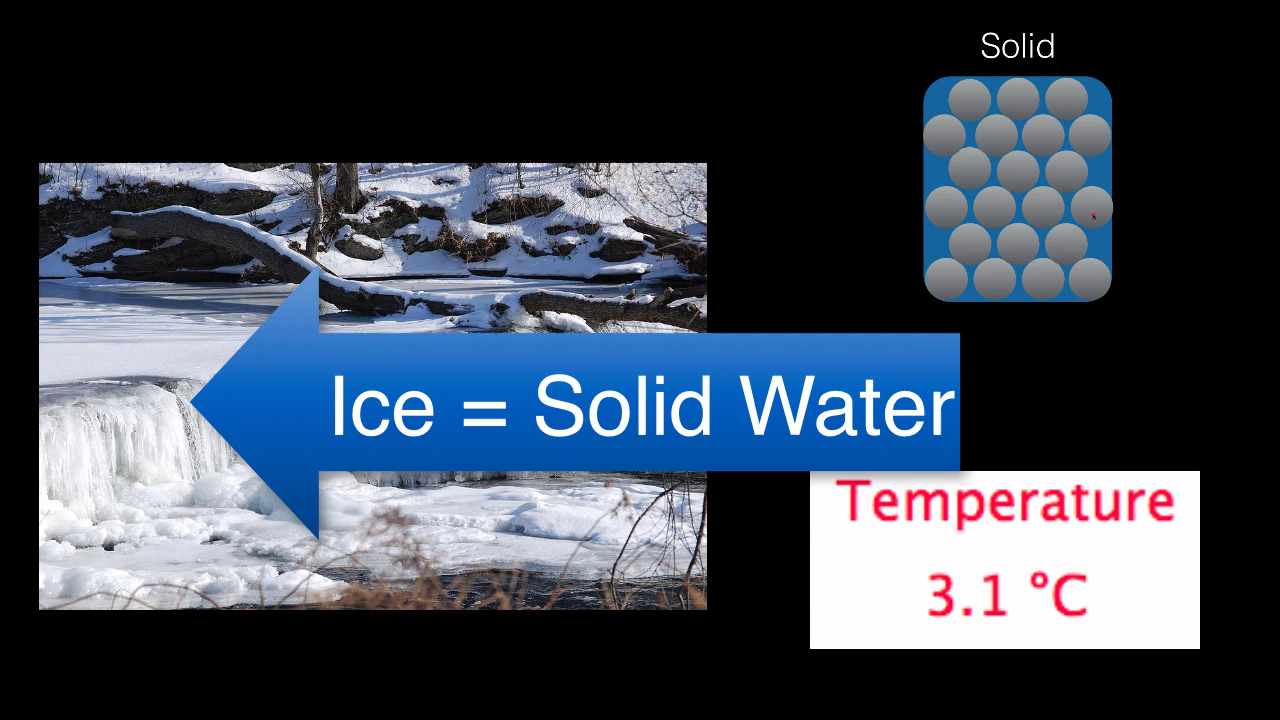 Solid
Ice = Solid Water
Temperature
3.1 °C